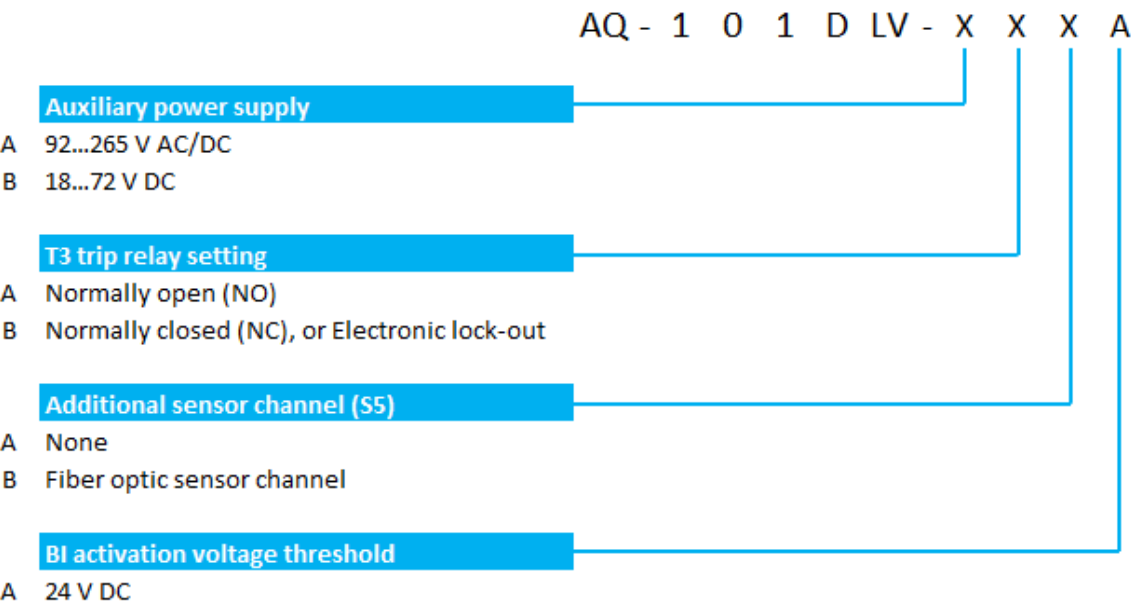 AQ - 1 0 1 D LV - X X X A
Auxiliary power supply
A 92...265 V AC/DC
B 18...72 V DC
T3 trip relay setting
A Normally open (NO)
B Normally closed (NC), or Electronic lock-out
Additional sensor channel (S5)
A None
B Fiber optic sensor channel
BI activation voltage threshold
A 24 V DC